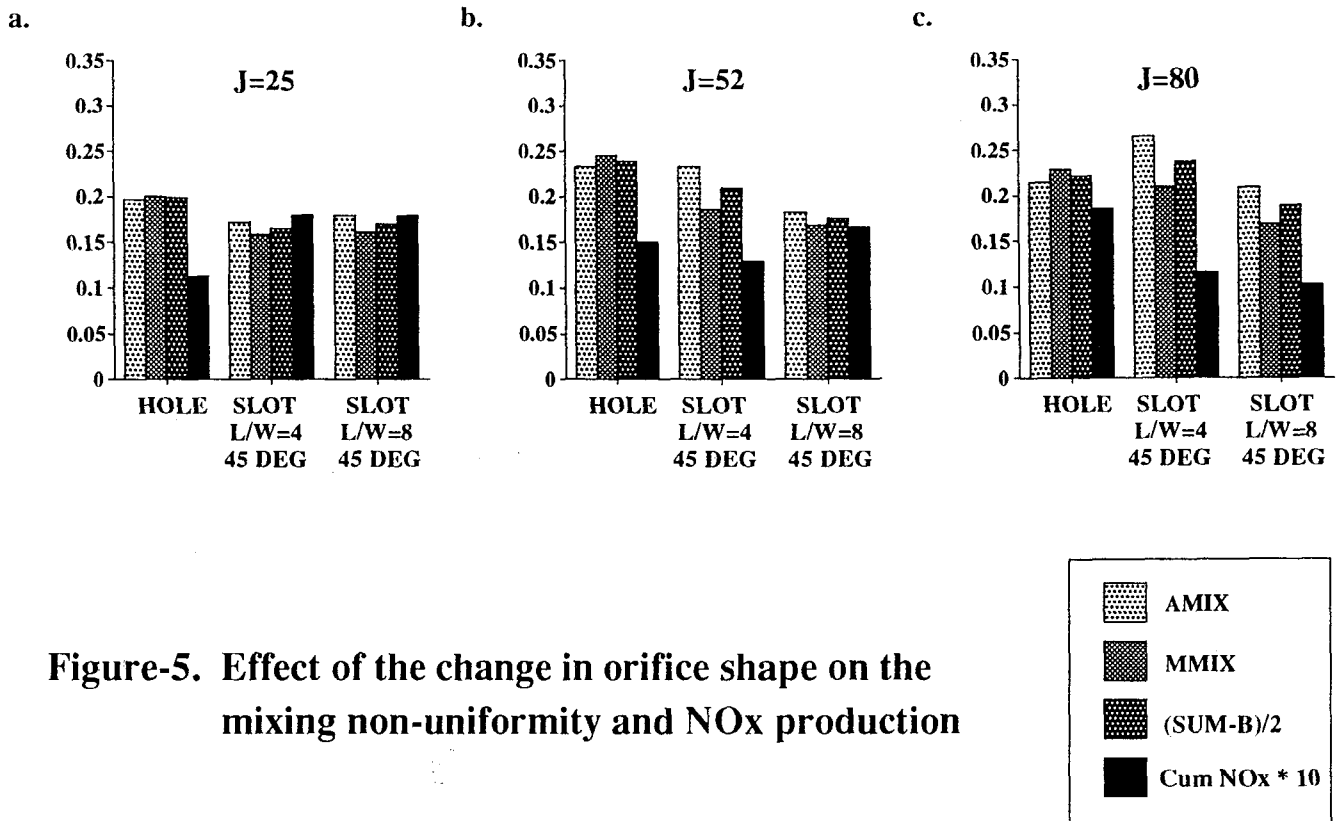 a.
b.
c.
0.35
0.3
0.25
0.2
0.15
0.1
0.05
0
J=25
HOLE
SLOT
L/W=4
45 DEG
SLOT
L/W=8
45 DEG
0.35
0.3
0.25
0.2
0.15
0.1
0.05
0
J=52
HOLE
SLOT
L/W=4
45 DEG
SLOT
L/W=8
45 DEG
0.35
0.3
0.25
0.2
0.15
0.1
0.05
0
J=80
HOLE
SLOT
L/W=4
45 DEG
SLOT
L/W=8
45 DEG
AMIX
MMIX
(SUM-B)/2
Cum NOx * 10
Figure-5. Effect of the change in orifice shape on the
mixing non-uniformity and NOx production